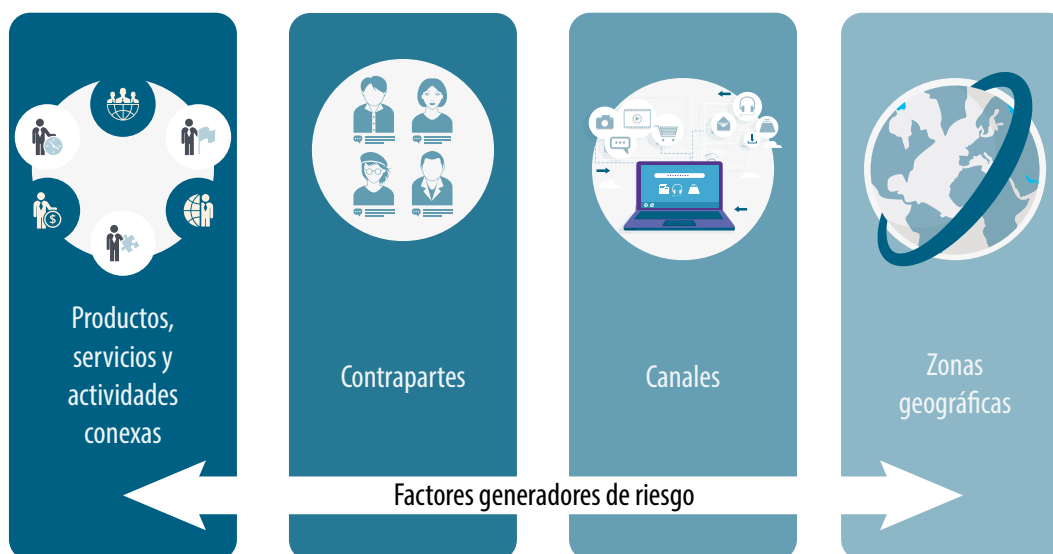 Productos,
servicios y
actividades
conexas
Contrapartes
Canales
Zonas
geográficas
Factores generadores de riesgo